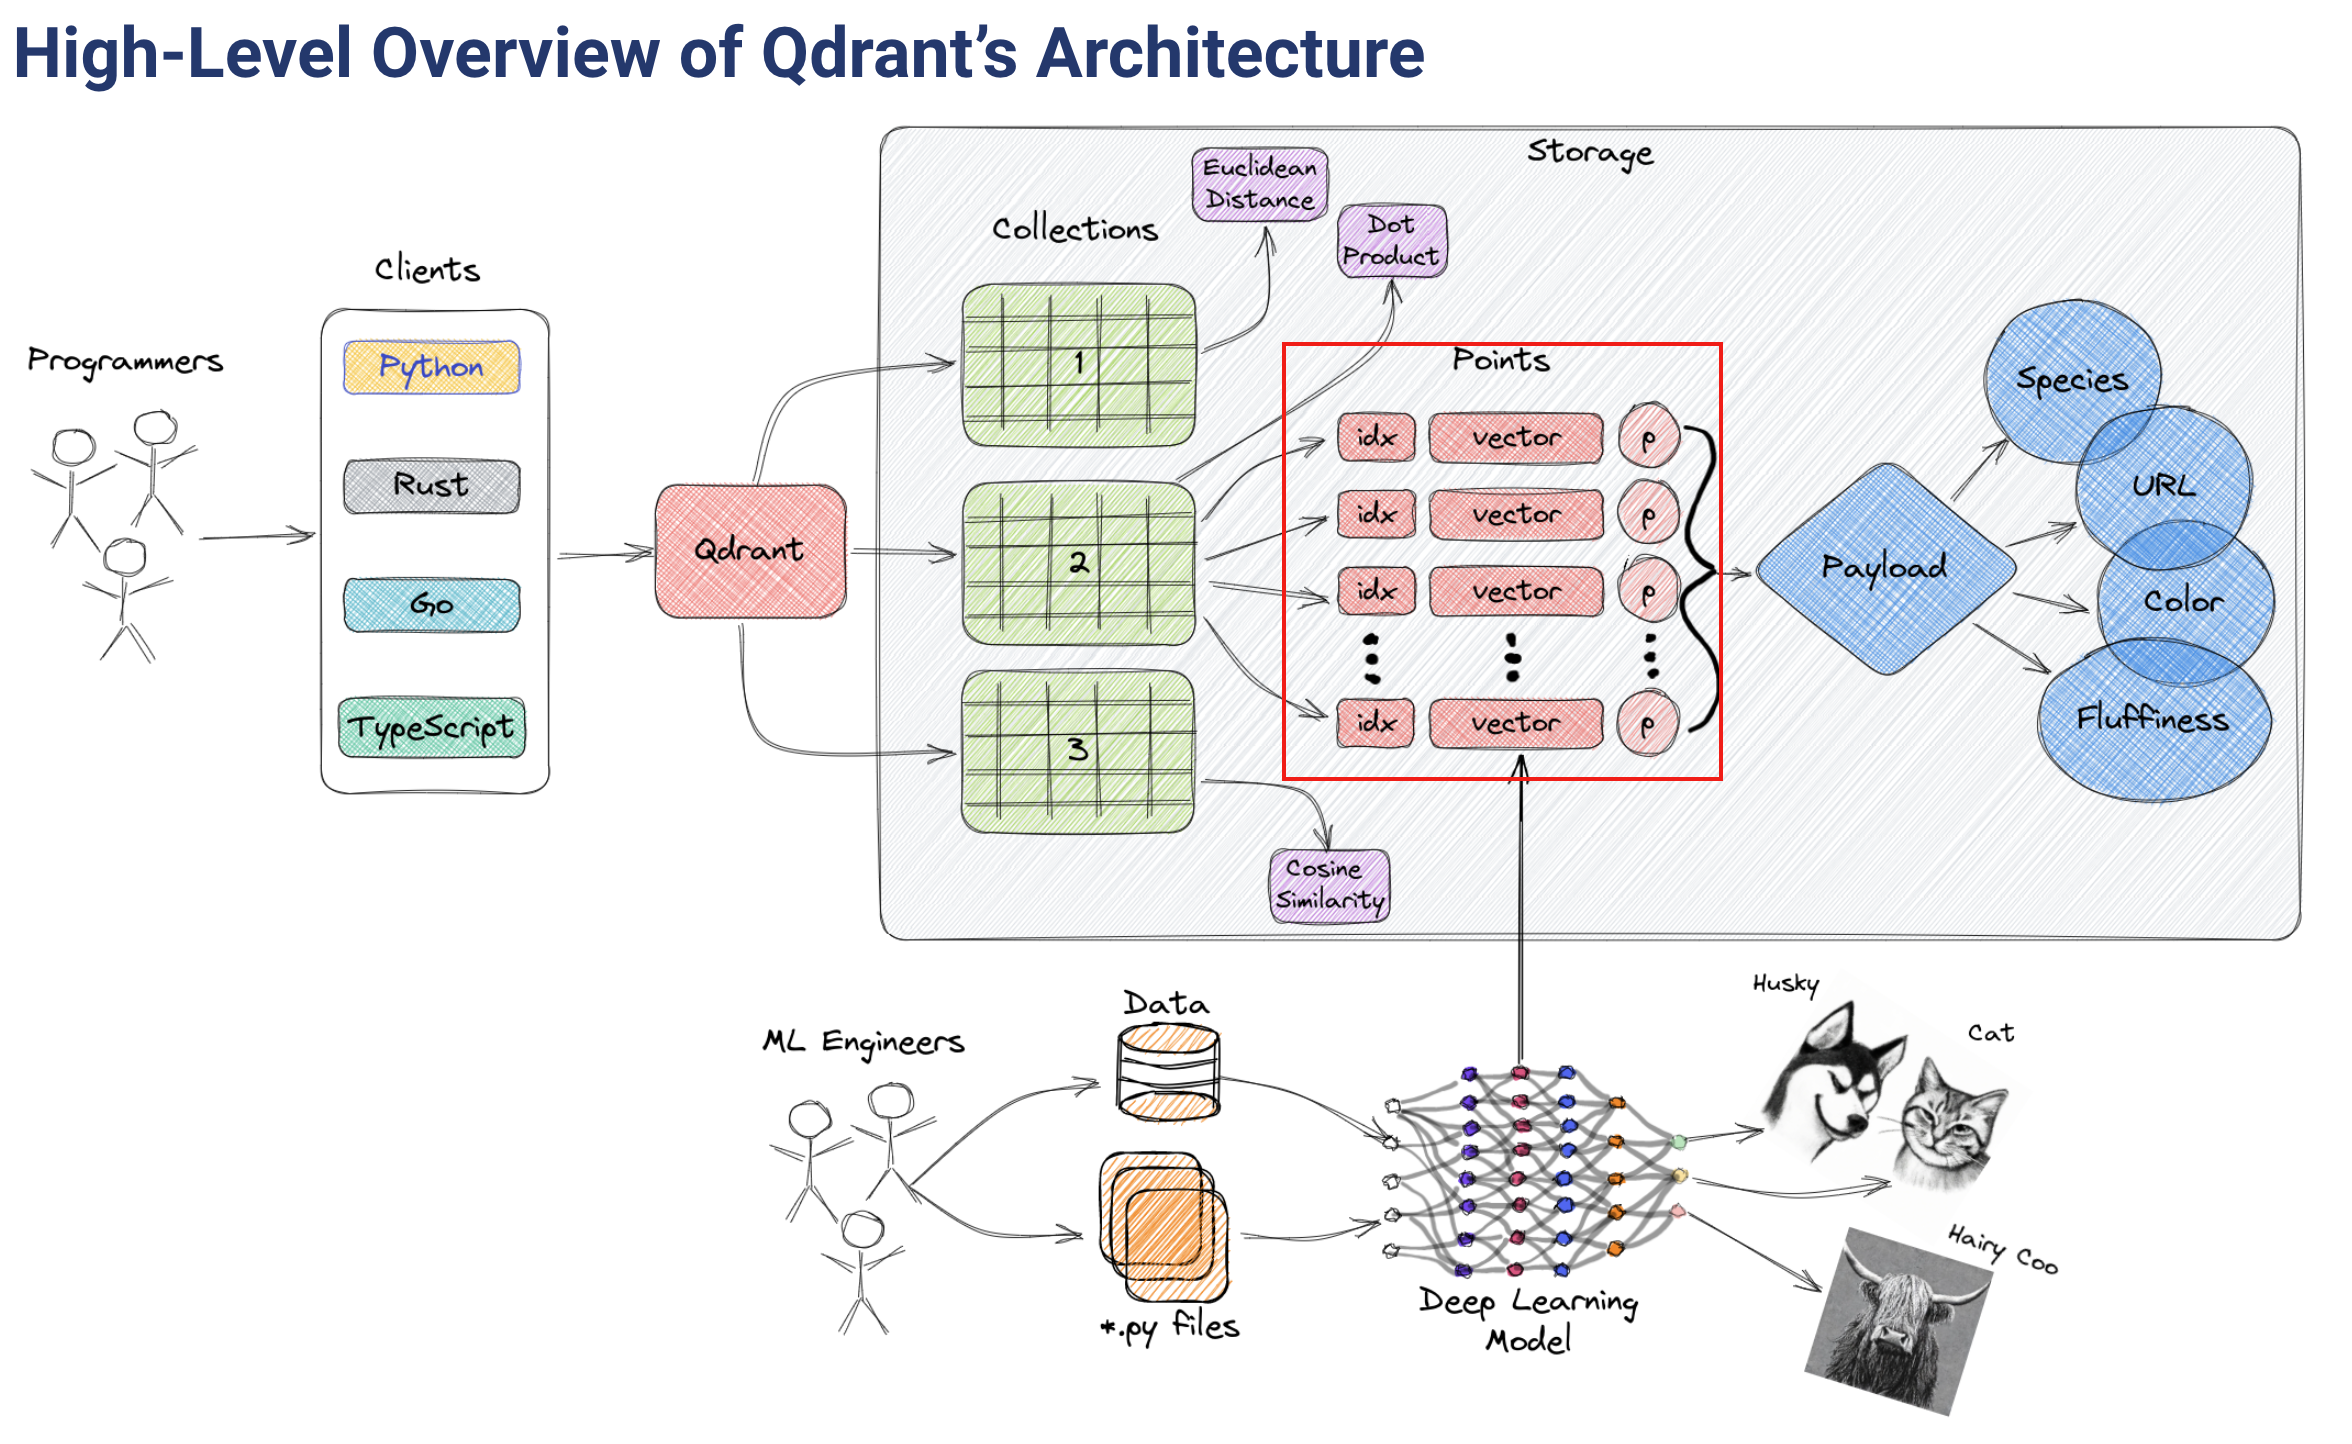 High-Level Overview of Qdrant’s Architecture
Storage
Euclidean
Distance
Dot
Product
Collections
Clients
Programmers
Python
Rust
Go
TypeScript
Qdrant
1
2
3
Points
idx vector p
idx vector p
idx vector p
idx vector p
Payload
Species
URL
Color
Fluffiness
Cosine
Similarity
ML Engineers
Data
*.py files
Deep Learning
Model
Husky
Cat
Hairy Coo